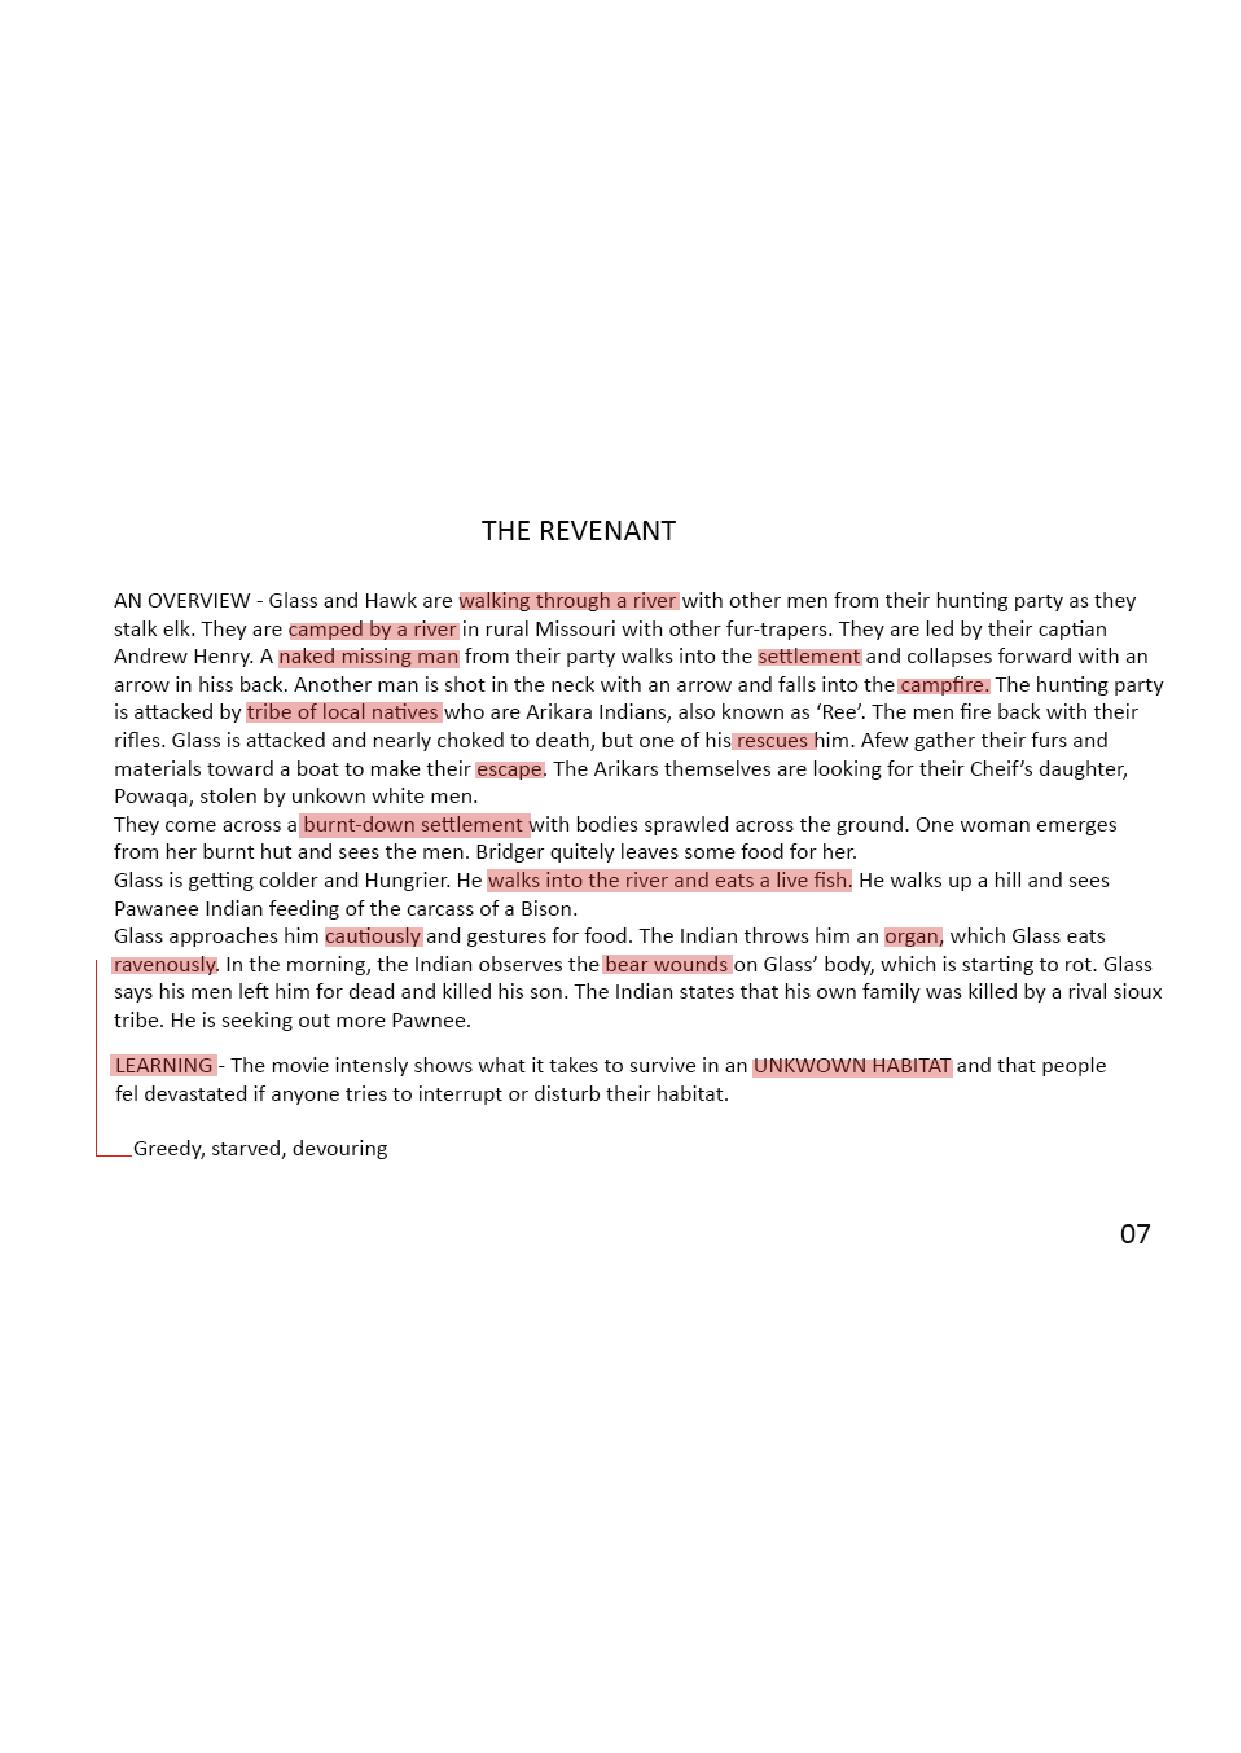 THE REVENANT
AN OVERVIEW - Glass and Hawk are walking through a river with other men from their hunting party as they
stalk elk. They are camped by a river in rural Missouri with other fur-trapers. They are led by their captian
Andrew Henry. A naked missing man from their party walks into the settlement and collapses forward with an
arrow in hiss back. Another man is shot in the neck with an arrow and falls into the campfire. The hunting party
is attacked by tribe of local natives who are Arikara Indians, also known as ‘Ree’. The men fire back with their
rifles. Glass is attacked and nearly choked to death, but one of his rescues him. Afew gather their furs and
materials toward a boat to make their escape. The Arikars themselves are looking for their Cheif’s daughter,
Powaqa, stolen by unkown white men.
They come across a burnt-down settlement with bodies sprawled across the ground. One woman emerges
from her burnt hut and sees the men. Bridger quitely leaves some food for her.
Glass is getting colder and Hungrier. He walks into the river and eats a live fish. He walks up a hill and sees
Pawanee Indian feeding of the carcass of a Bison.
Glass approaches him cautiously and gestures for food. The Indian throws him an organ, which Glass eats
ravenously. In the morning, the Indian observes the bear wounds on Glass’ body, which is starting to rot. Glass
says his men left him for dead and killed his son. The Indian states that his own family was killed by a rival sioux
tribe. He is seeking out more Pawnee.
LEARNING - The movie intensly shows what it takes to survive in an UNKWOWN HABITAT and that people
fel devastated if anyone tries to interrupt or disturb their habitat.
Greedy, starved, devouring
07